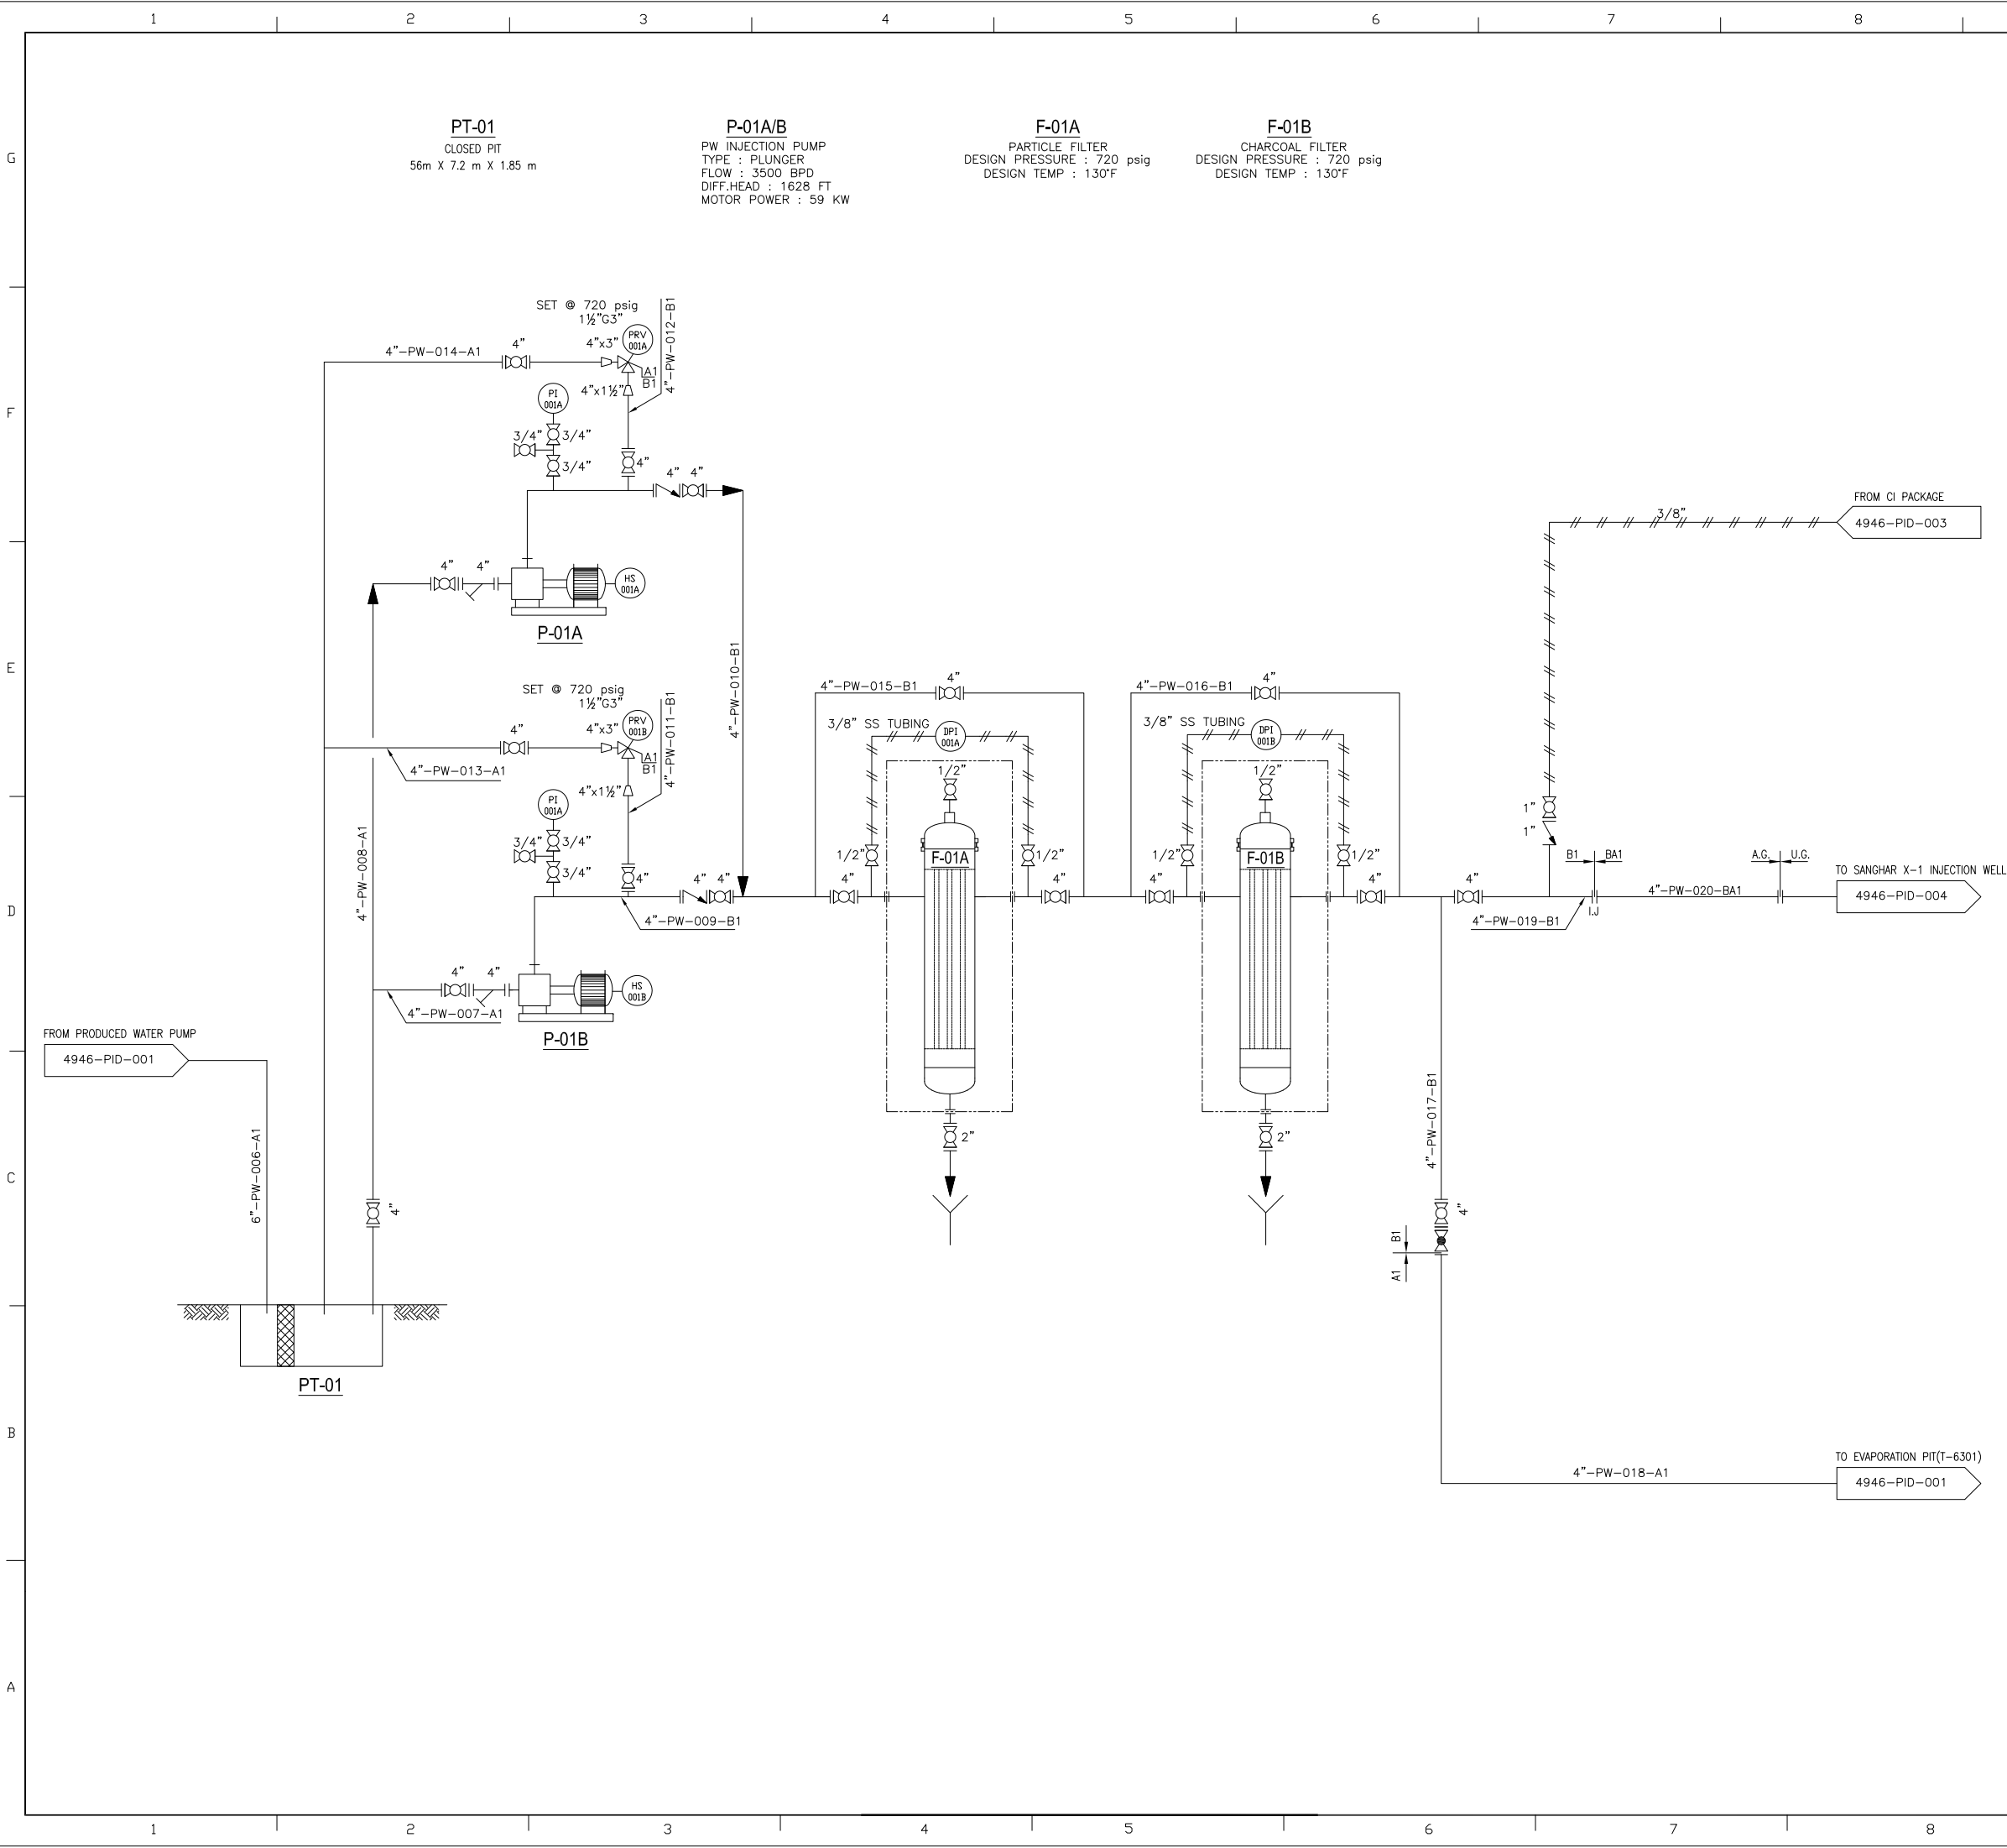 1 2 3 4 5 6 7 8
G
PT-01
CLOSED PIT
56m X 7.2 m X 1.85 m
P-01A/B
PW INJECTION PUMP
TYPE : PLUNGER
FLOW : 3500 BPD
DIFF.HEAD : 1628 FT
MOTOR POWER : 59 KW
F-01A
PARTICLE FILTER
DESIGN PRESSURE : 720 psig
DESIGN TEMP : 130°F
F-01B
CHARCOAL FILTER
DESIGN PRESSURE : 720 psig
DESIGN TEMP : 130°F
F
SET @ 720 psig
1½"G3"
PRV
001A
4"-PW-014-A1
4"
4"x3"
A1
B1
4"-PW-012-B1
PI
001A
4"x1½"
3/4"
3/4"
3/4"
4"
4"
4"
FROM CI PACKAGE
4946-PID-003
3/8"
4"
4"
HS
001A
P-01A
E
4"-PW-010-B1
SET @ 720 psig
1½"G3"
PRV
001B
4"
4"x3"
A1
B1
4"-PW-011-B1
4"-PW-013-A1
4"x1½"
PI
001A
3/4"
3/4"
3/4"
4"
4"-PW-008-A1
4"
4"
4"-PW-009-B1
4"-PW-015-B1
4"
3/8" SS TUBING
DPI
001A
1/2"
1/2"
1/2"
F-01A
4"
4"
4"-PW-016-B1
4"
3/8" SS TUBING
DPI
001B
1/2"
1/2"
1/2"
F-01B
4"
4"
4"
1"
1"
B1
BA1
A.G.
U.G.
TO SANGHAR X-1 INJECTION WELL
4946-PID-004
4"-PW-020-BA1
4"-PW-019-B1
I.J
D
4"
4"
4"-PW-007-A1
HS
001B
P-01B
FROM PRODUCED WATER PUMP
4946-PID-001
2"
2"
4"-PW-017-B1
C
6"-PW-006-A1
4"
4"
B1
A1
PT-01
B
TO EVAPORATION PIT(T-6301)
4946-PID-001
4"-PW-018-A1
A
1 2 3 4 5 6 7 8